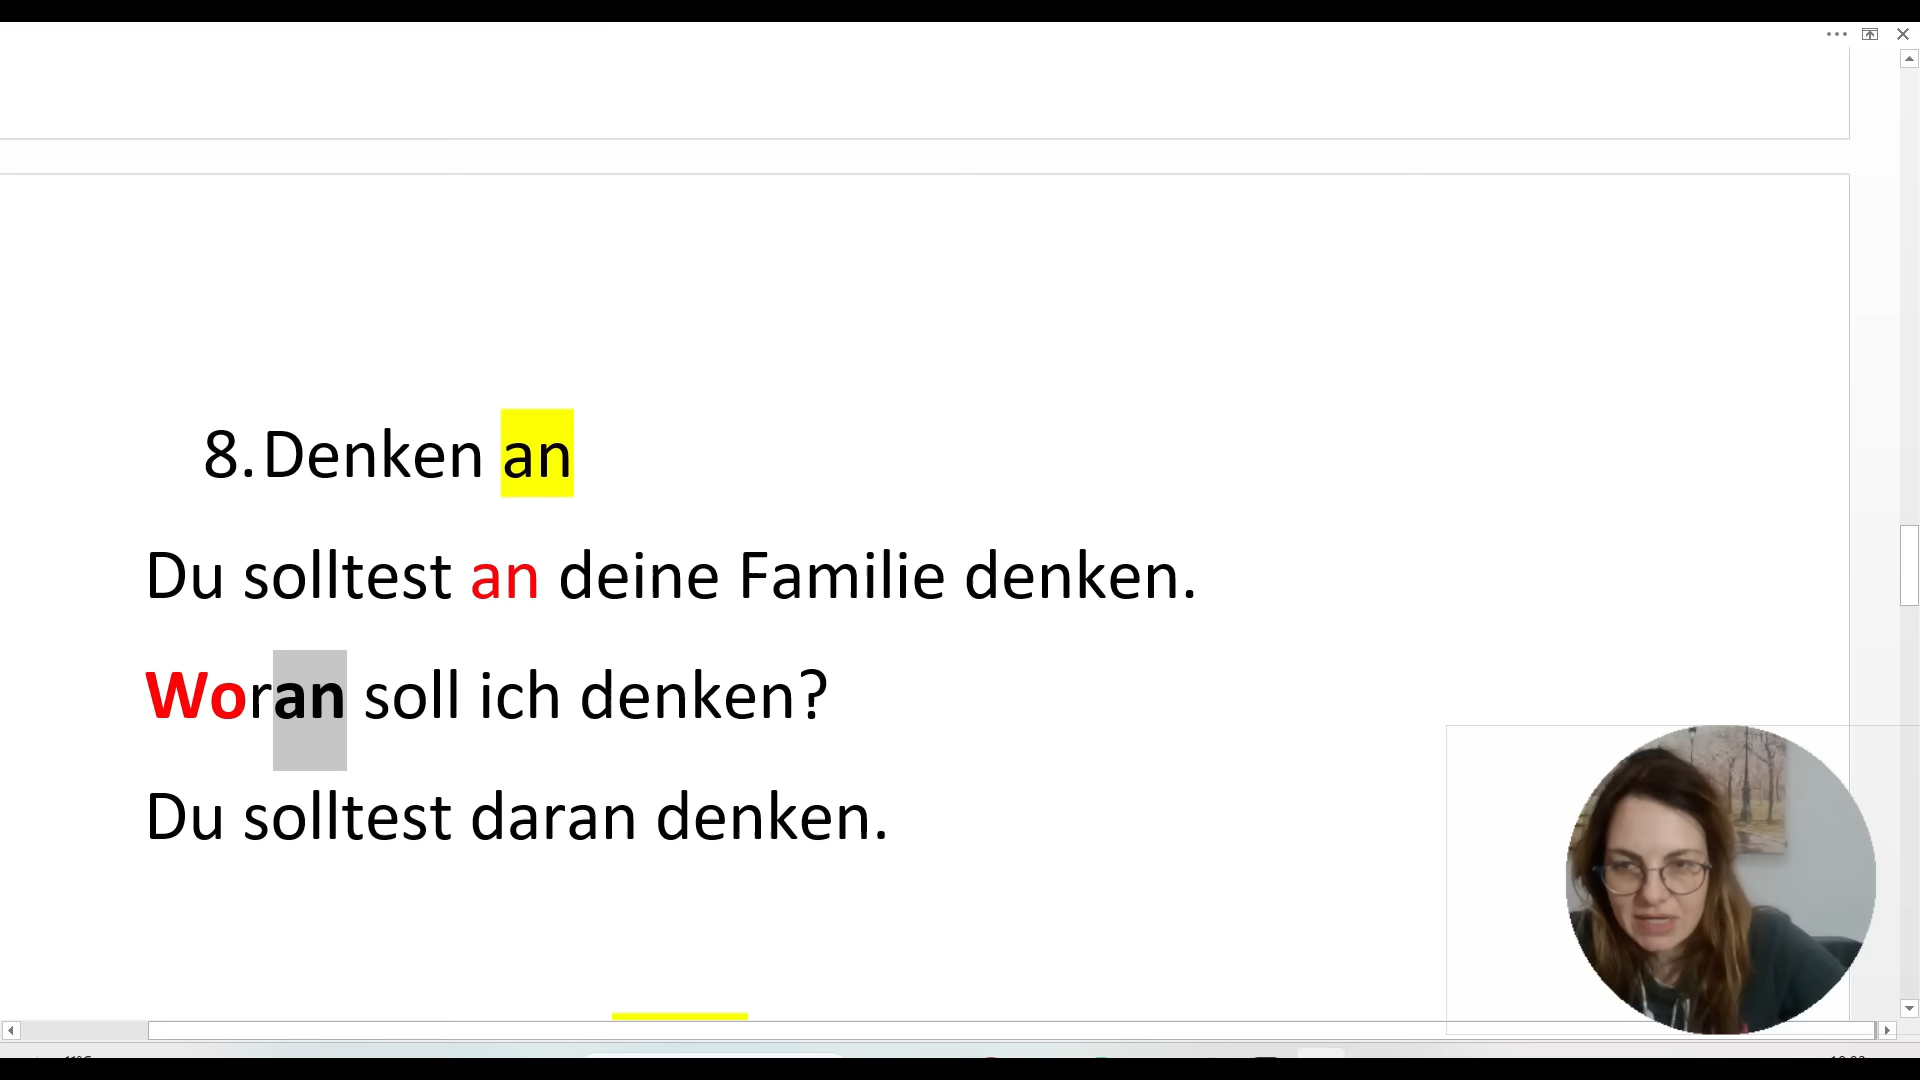 8. Denken an
Du solltest an deine Familie denken.
Woran soll ich denken?
Du solltest daran denken.